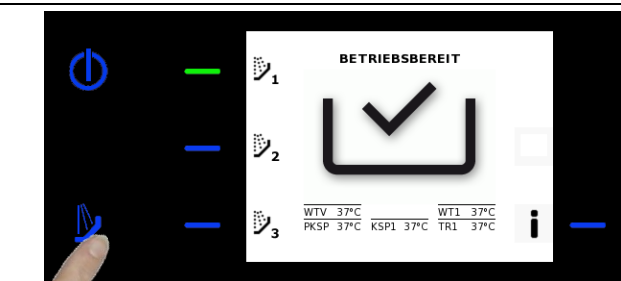 BETRIEBSBEREIT
1
2
3
WTV 37°C
WT1 37°C
PKSP 37°C
KSP1 37°C
TR1 37°C
i